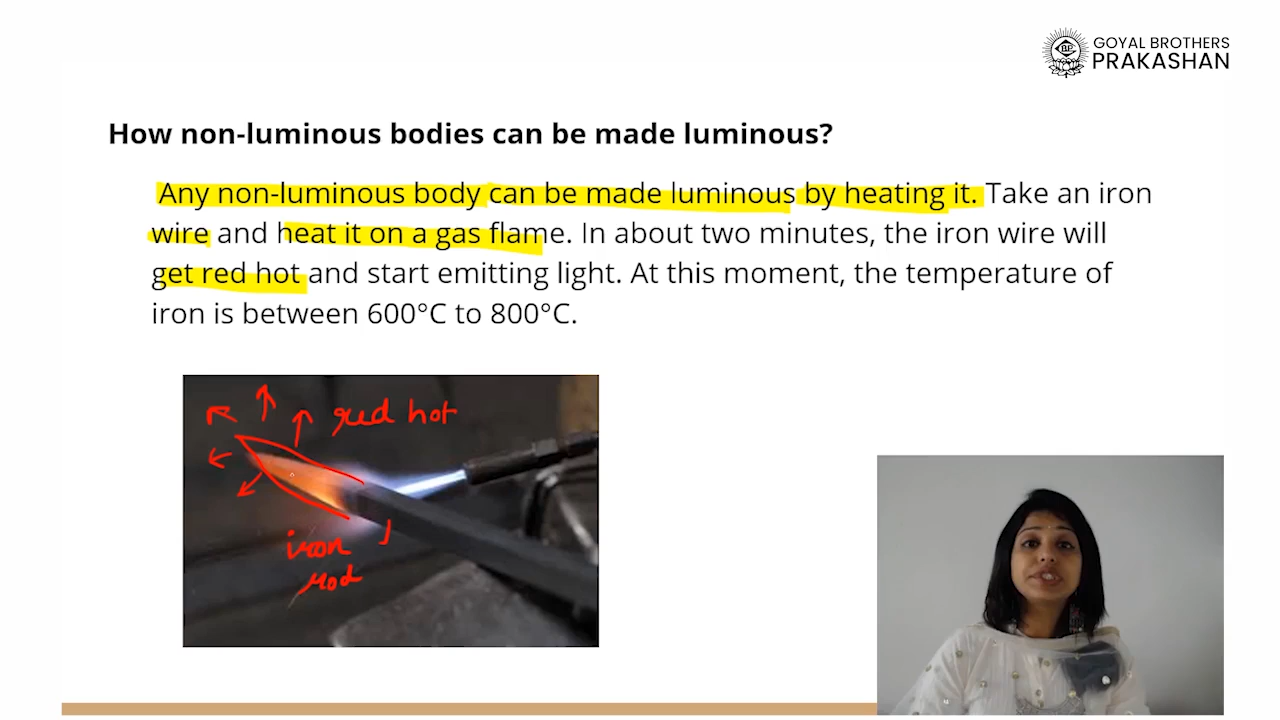 GOYAL BROTHERS
PRAKASHAN
How non-luminous bodies can be made luminous?
Any non-luminous body can be made luminous by heating it. Take an iron
wire and heat it on a gas flame. In about two minutes, the iron wire will
get red hot and start emitting light. At this moment, the temperature of
iron is between 600°C to 800°C.
red hot
iron
rod